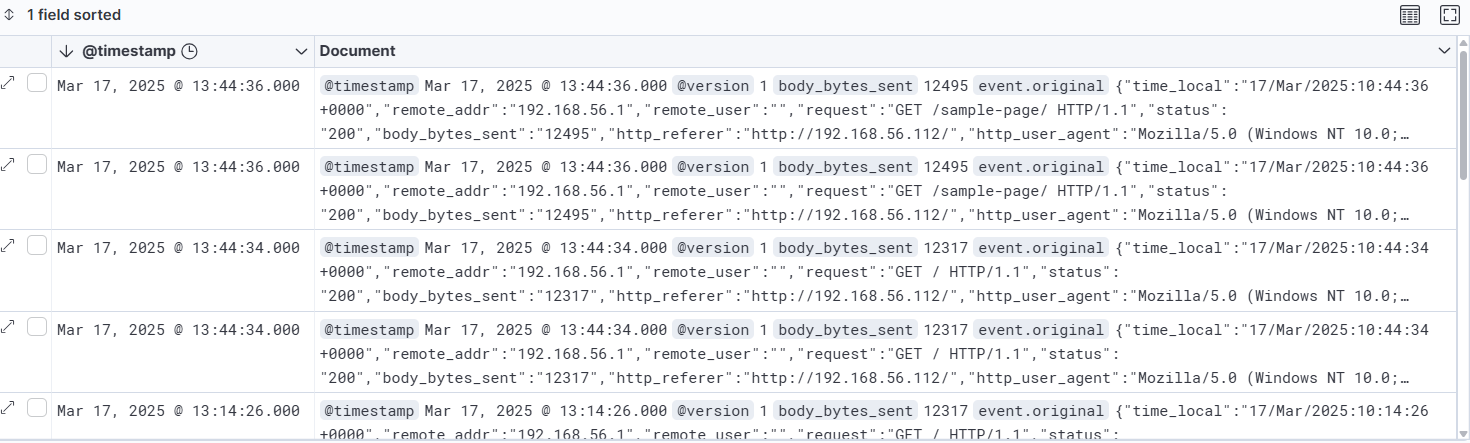 1 field sorted
@timestamp Document
Mar 17, 2025 @ 13:44:36.000 @timestamp Mar 17, 2025 @ 13:44:36.000 @version 1 body_bytes_sent 12495 event.original {"time_local":"17/Mar/2025:10:44:36
+0000","remote_addr":"192.168.56.1","remote_user":"","request":"GET /sample-page/ HTTP/1.1","status":
"200","body_bytes_sent":"12495","http_referer":"http://192.168.56.112/","http_user_agent":"Mozilla/5.0 (Windows NT 10.0;…
Mar 17, 2025 @ 13:44:36.000 @timestamp Mar 17, 2025 @ 13:44:36.000 @version 1 body_bytes_sent 12495 event.original {"time_local":"17/Mar/2025:10:44:36
+0000","remote_addr":"192.168.56.1","remote_user":"","request":"GET /sample-page/ HTTP/1.1","status":
"200","body_bytes_sent":"12495","http_referer":"http://192.168.56.112/","http_user_agent":"Mozilla/5.0 (Windows NT 10.0;…
Mar 17, 2025 @ 13:44:34.000 @timestamp Mar 17, 2025 @ 13:44:34.000 @version 1 body_bytes_sent 12317 event.original {"time_local":"17/Mar/2025:10:44:34
+0000","remote_addr":"192.168.56.1","remote_user":"","request":"GET / HTTP/1.1","status":
"200","body_bytes_sent":"12317","http_referer":"http://192.168.56.112/","http_user_agent":"Mozilla/5.0 (Windows NT 10.0;…
Mar 17, 2025 @ 13:44:34.000 @timestamp Mar 17, 2025 @ 13:44:34.000 @version 1 body_bytes_sent 12317 event.original {"time_local":"17/Mar/2025:10:44:34
+0000","remote_addr":"192.168.56.1","remote_user":"","request":"GET / HTTP/1.1","status":
"200","body_bytes_sent":"12317","http_referer":"http://192.168.56.112/","http_user_agent":"Mozilla/5.0 (Windows NT 10.0;…
Mar 17, 2025 @ 13:14:26.000 @timestamp Mar 17, 2025 @ 13:14:26.000 @version 1 body_bytes_sent 12317 event.original {"time_local":"17/Mar/2025:10:14:26
+0000","remote_addr":"192.168.56.1","remote_user":"","request":"GET / HTTP/1.1","status":